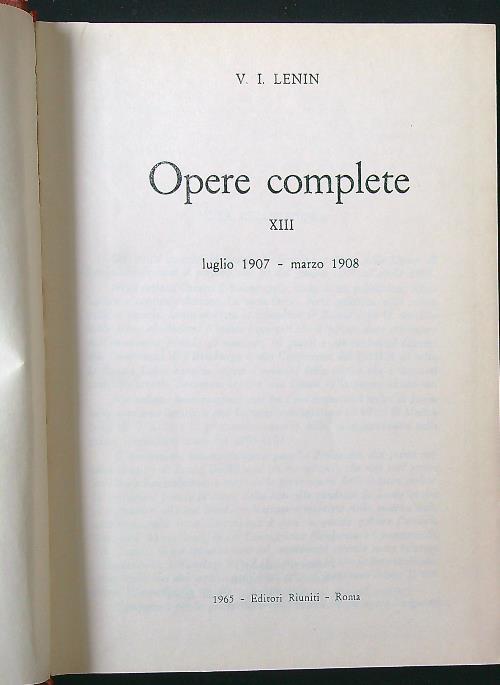 V. I. LENIN
Opere complete
XIII
luglio 1907 - marzo 1908
1965 - Editori Riuniti - Roma